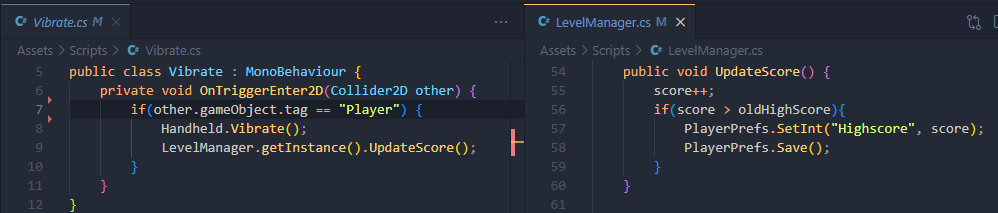 Vibrate.cs M
Assets > Scripts > Vibrate.cs
5 public class Vibrate : MonoBehaviour {
6 private void OnTriggerEnter2D(Collider2D other) {
7 if(other.gameObject.tag == "Player") {
8 Handheld.Vibrate();
9 LevelManager.getInstance().UpdateScore();
10 }
11 }
12 }
LevelManager.cs M
Assets > Scripts > LevelManager.cs
54 public void UpdateScore() {
55 score++;
56 if(score > oldHighScore){
57 PlayerPrefs.SetInt("Highscore", score);
58 PlayerPrefs.Save();
59 }
60 }
61